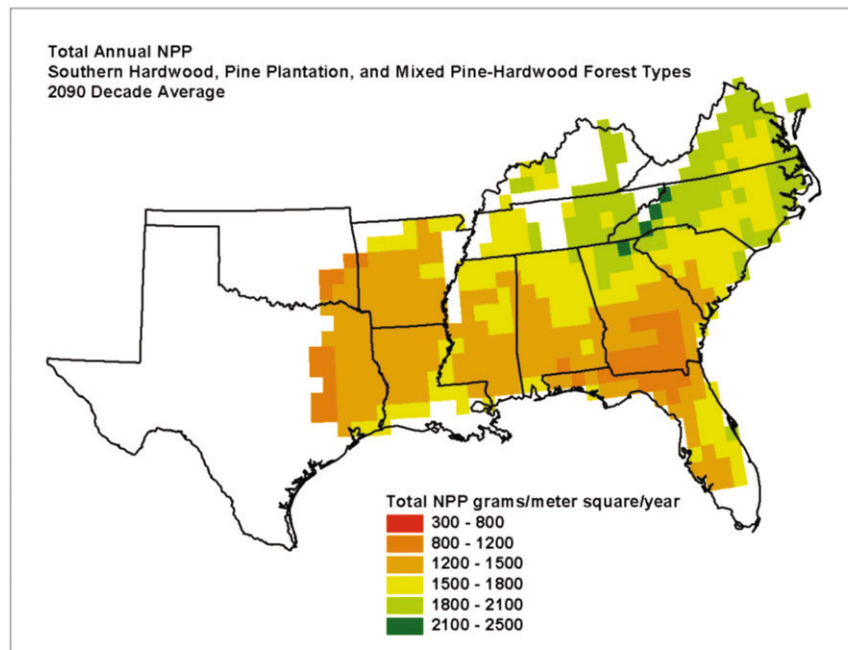 Total Annual NPP
Southern Hardwood, Pine Plantation, and Mixed Pine-Hardwood Forest Types
2090 Decade Average
Total NPP grams/meter square/year
300 - 800
800 - 1200
1200 - 1500
1500 - 1800
1800 - 2100
2100 - 2500